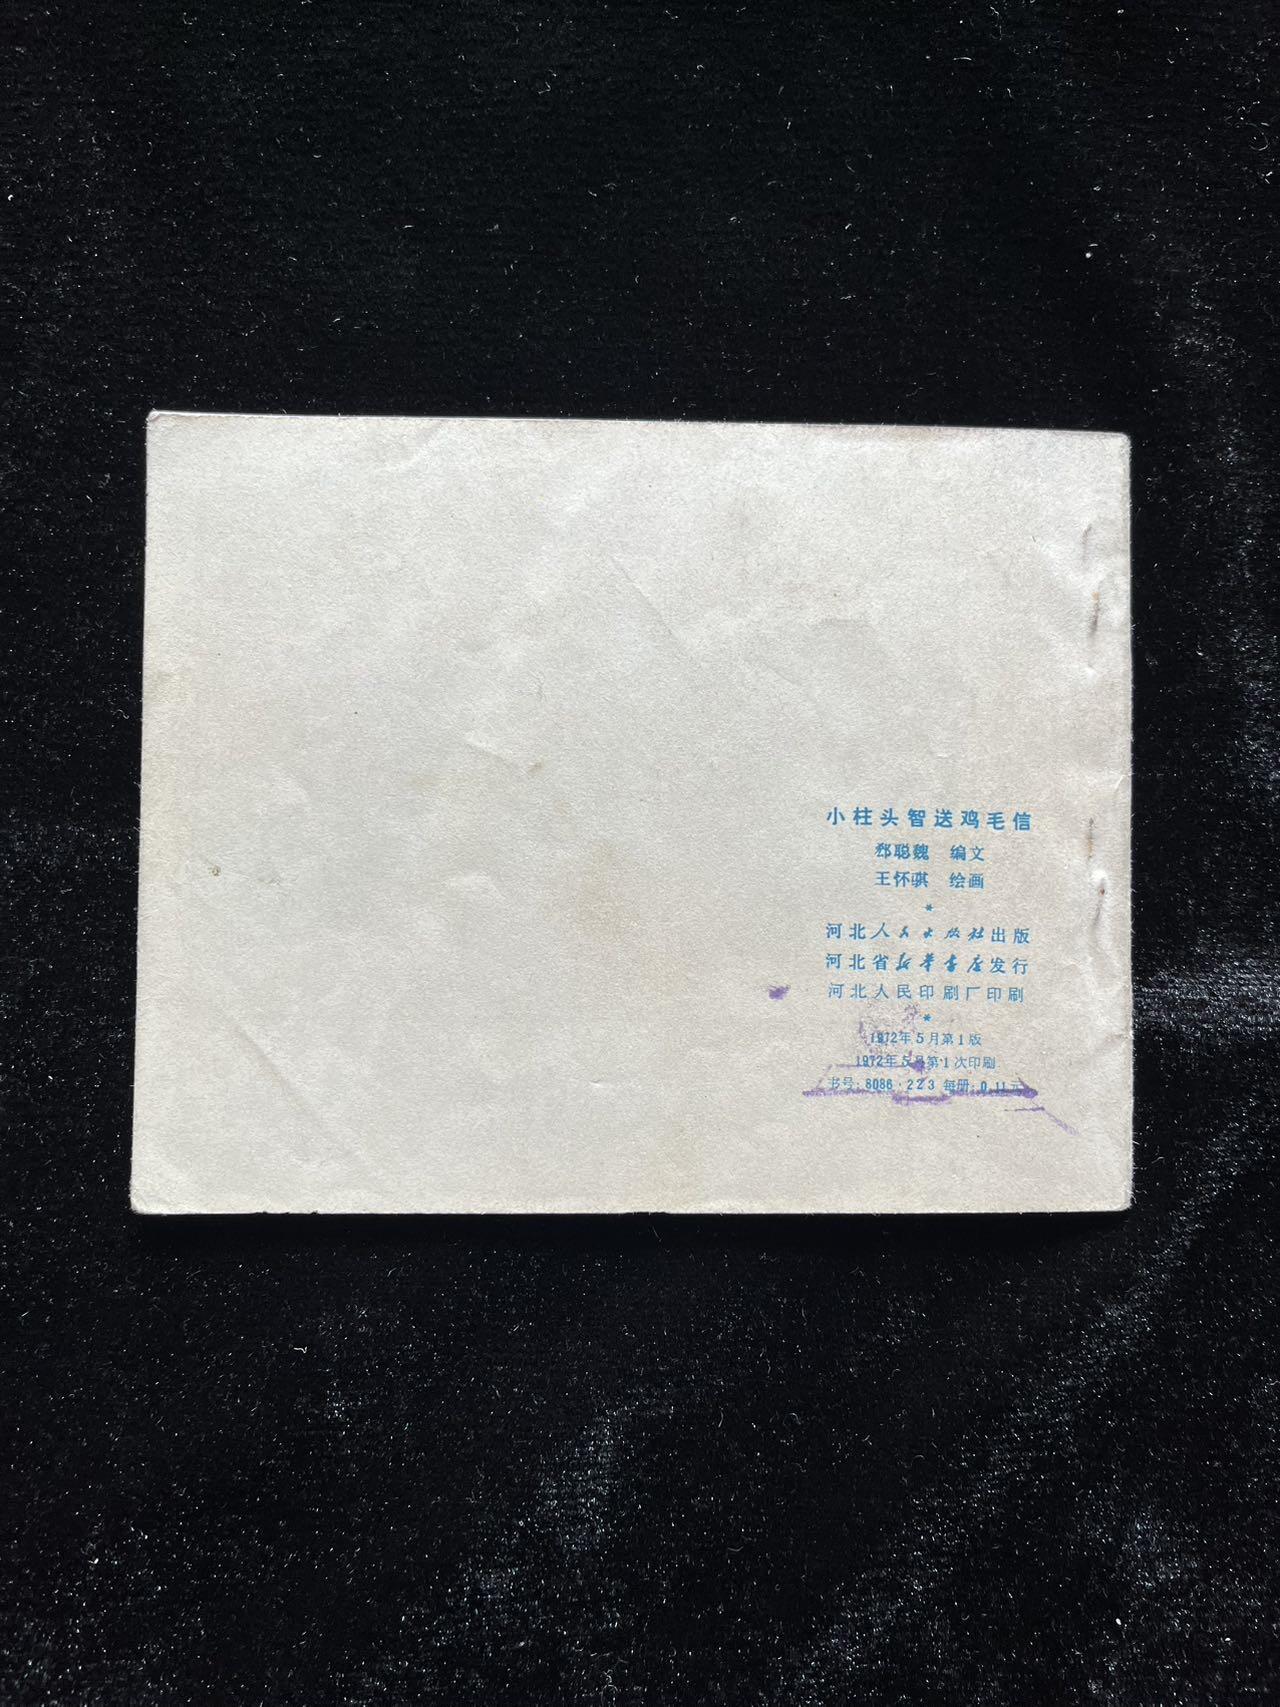 小柱头智送鸡毛信
郄聪魏 编文
王怀骐 绘画
*
河北人民出版社出版
河北省新华书店发行
河北人民印刷厂印刷
*
1972年5月第1版
1972年5月第1次印刷
书号：8086·223 每册：0.11元